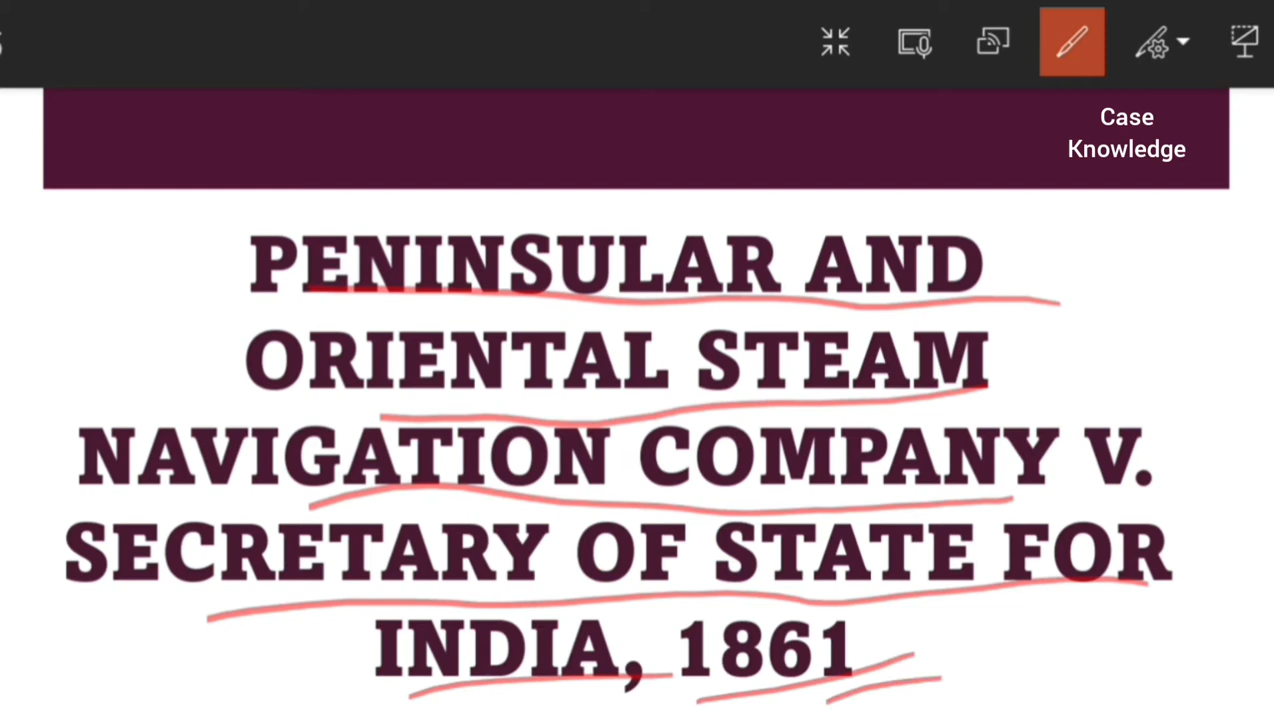 Case
Knowledge
PENINSULAR AND
ORIENTAL STEAM
NAVIGATION COMPANY V.
SECRETARY OF STATE FOR
INDIA, 1861